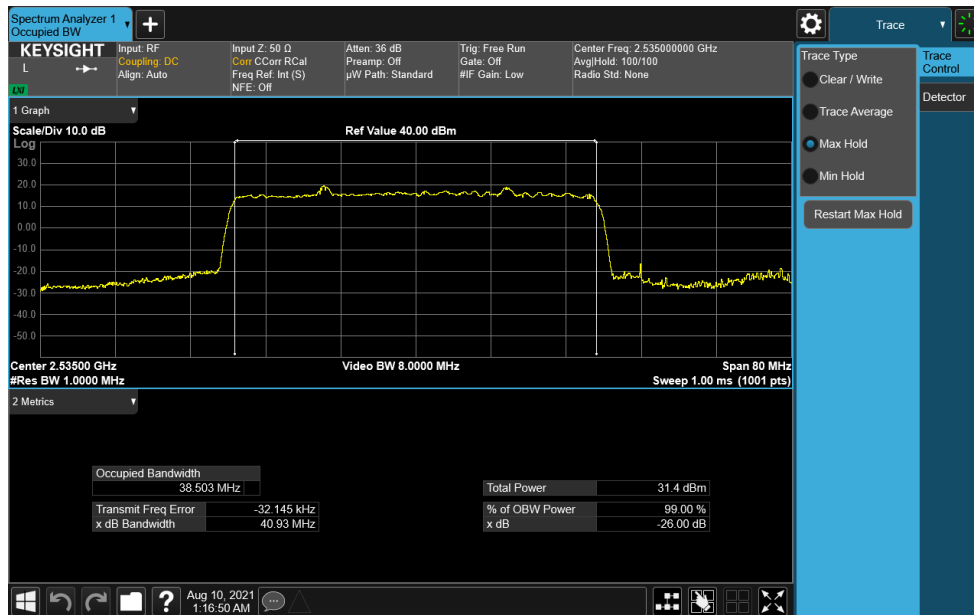 Spectrum Analyzer 1
Occupied BW
KEYSIGHT
L
LXI
Input: RF
Coupling: DC
Align: Auto
Input Z: 50 Ω
Corr CCorr RCal
Freq Ref: Int (S)
NFE: Off
Atten: 36 dB
Preamp: Off
µW Path: Standard
Trig: Free Run
Gate: Off
#IF Gain: Low
Center Freq: 2.535000000 GHz
Avg|Hold: 100/100
Radio Std: None
1 Graph
Scale/Div 10.0 dB
Ref Value 40.00 dBm
Log
30.0
20.0
10.0
0.00
-10.0
-20.0
-30.0
-40.0
-50.0
Center 2.53500 GHz
Video BW 8.0000 MHz
Span 80 MHz
#Res BW 1.0000 MHz
Sweep 1.00 ms (1001 pts)
2 Metrics
Occupied Bandwidth
38.503 MHz
Transmit Freq Error -32.145 kHz
x dB Bandwidth 40.93 MHz
Total Power 31.4 dBm
% of OBW Power 99.00 %
x dB -26.00 dB
Trace
Trace Type
Clear / Write
Trace Average
Max Hold
Min Hold
Restart Max Hold
Trace
Control
Detector
?
Aug 10, 2021
1:16:50 AM